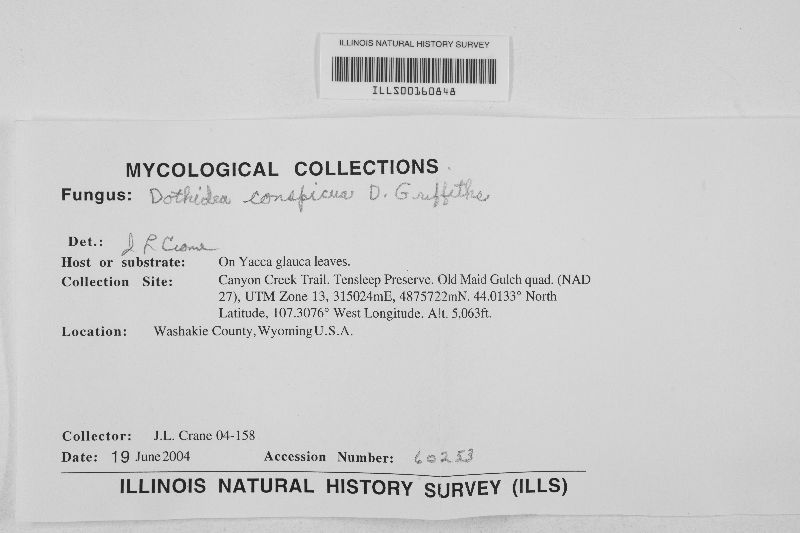 ILLINOIS NATURAL HISTORY SURVEY
ILLS00160848
MYCOLOGICAL COLLECTIONS
Fungus: Dothidea conspicua D. Griffiths
Det.: J L Crane
Host or substrate: On Yacca glauca leaves.
Collection Site: Canyon Creek Trail. Tensleep Preserve. Old Maid Gulch quad. (NAD
27), UTM Zone 13, 315024mE, 4875722mN. 44.0133° North
Latitude, 107.3076° West Longitude. Alt. 5,063ft.
Location: Washakie County, Wyoming U.S.A.
Collector: J.L. Crane 04-158
Date: 19 June 2004 Accession Number: 60253
ILLINOIS NATURAL HISTORY SURVEY (ILLS)